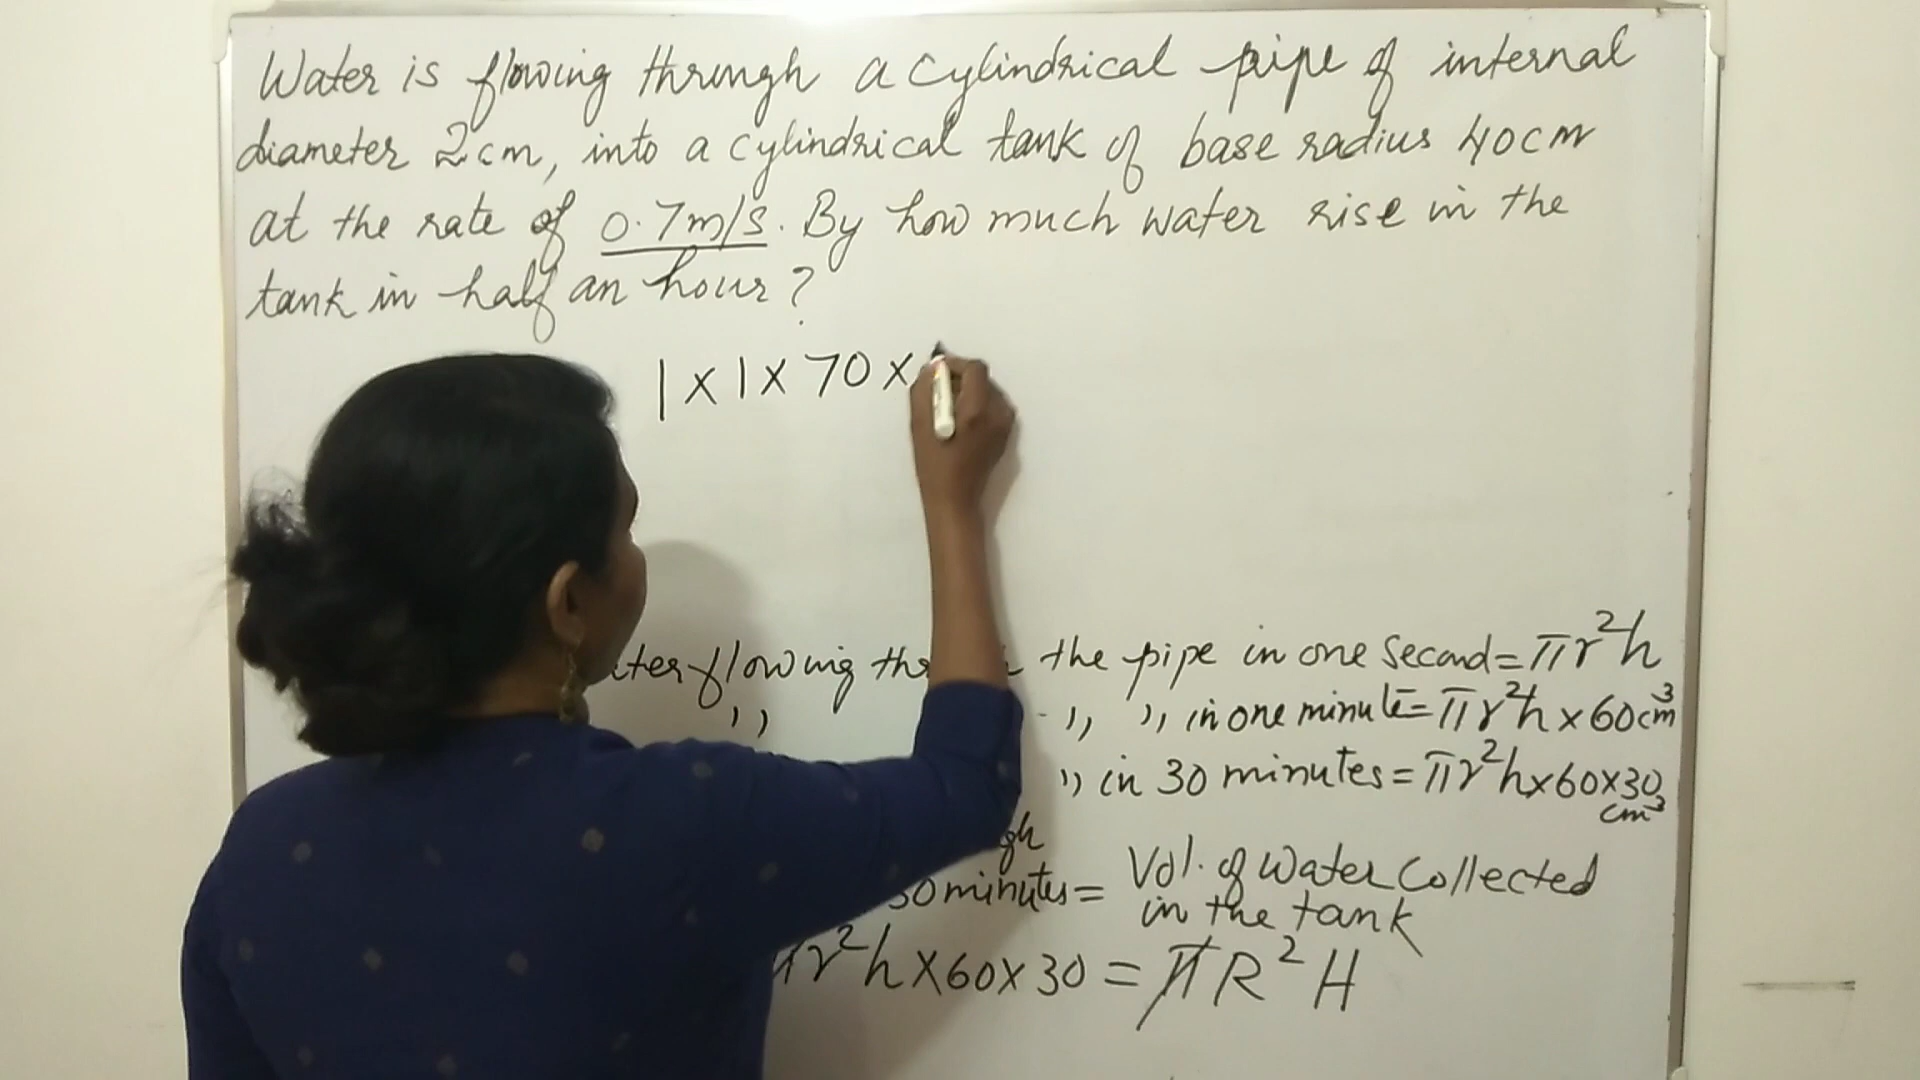 Water is flowing through a cylindrical pipe of internal
diameter 2cm, into a cylindrical tank of base radius 40cm
at the rate of 0.7m/s. By how much water rise in the
tank in half an hour?
1 x 1 x 70 x
flowing the pipe in one second = πr²h
,, ,, ,, in one minute = πr²h x 60cm³
,, in 30 minutes = πr²h x 60 x 30 cm³
30 minutes = Vol. of water collected
in the tank
r²h x 60 x 30 = πR²H